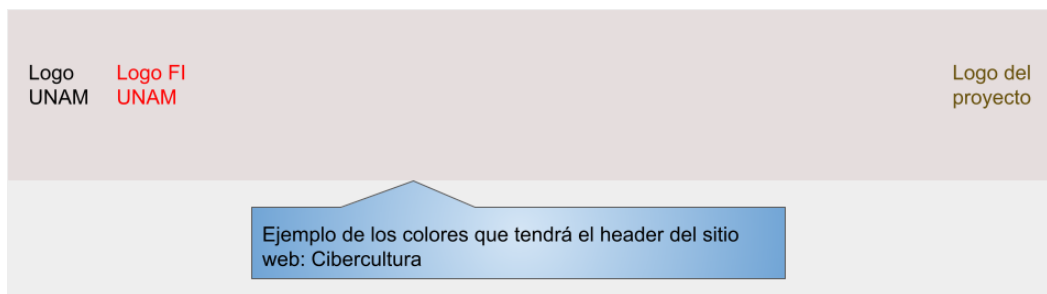 Logo
UNAM
Logo FI
UNAM
Logo del
proyecto
Ejemplo de los colores que tendrá el header del sitio
web: Cibercultura